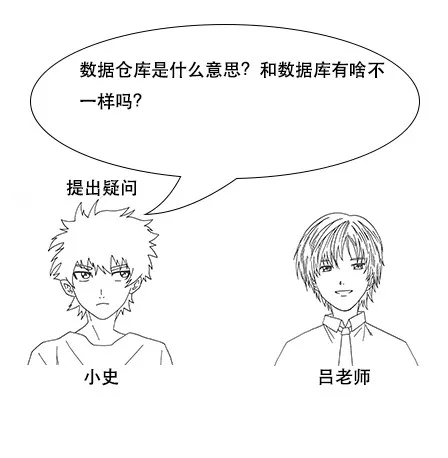 数据仓库是什么意思？和数据库有啥不
一样吗？
提出疑问
小史
吕老师